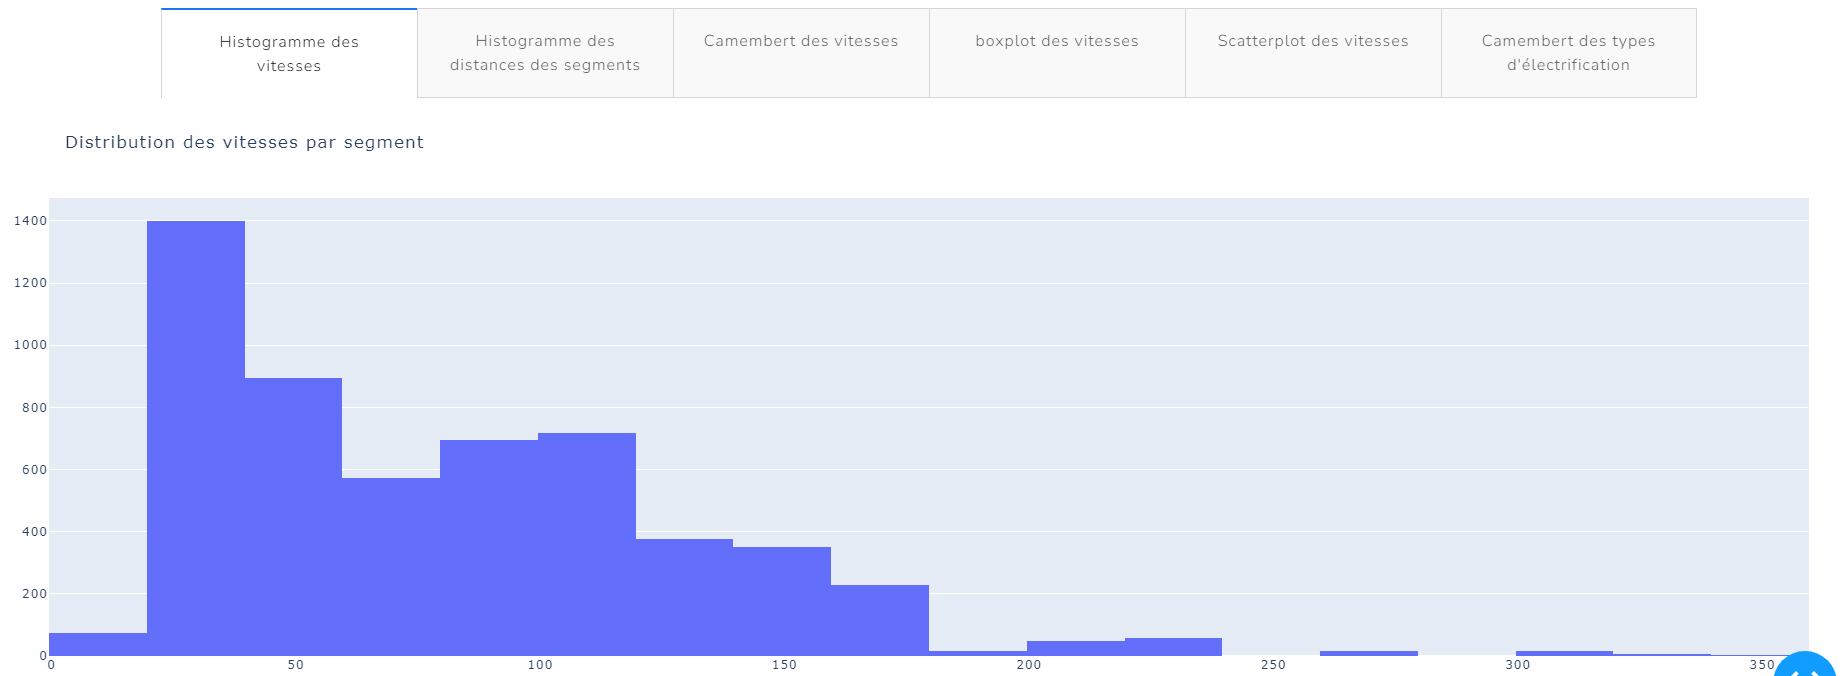 Histogramme des
vitesses
Histogramme des
distances des segments
Camembert des vitesses
boxplot des vitesses
Scatterplot des vitesses
Camembert des types
d'électrification
Distribution des vitesses par segment
1400
1200
1000
800
600
400
200
0
0 50 100 150 200 250 300 350